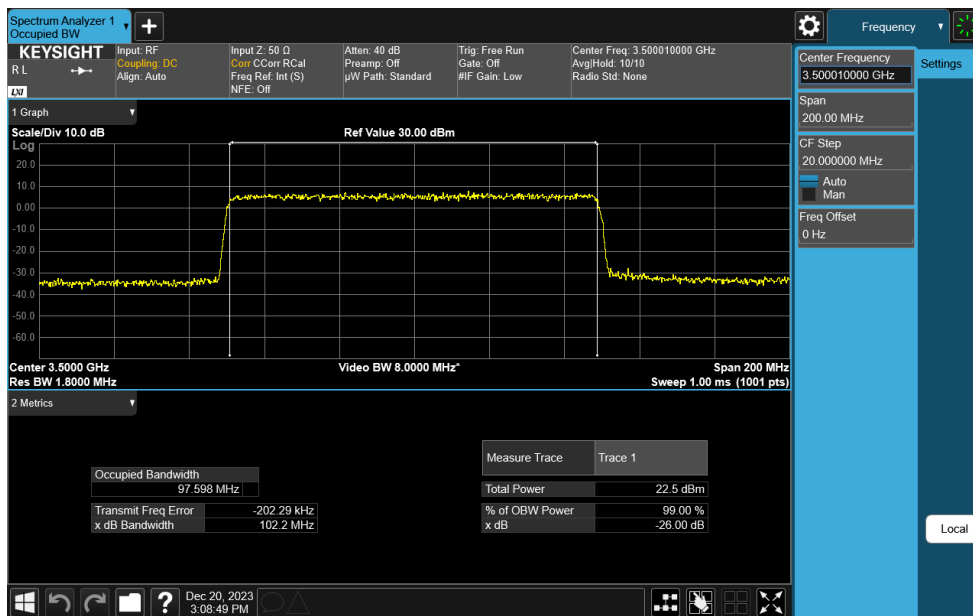 Spectrum Analyzer 1
Occupied BW
Frequency
KEYSIGHT
R L
LXI
Input: RF
Coupling: DC
Align: Auto
Input Z: 50 Ω
Corr CCorr RCal
Freq Ref: Int (S)
NFE: Off
Atten: 40 dB
Preamp: Off
µW Path: Standard
Trig: Free Run
Gate: Off
#IF Gain: Low
Center Freq: 3.500010000 GHz
Avg|Hold: 10/10
Radio Std: None
Center Frequency
3.500010000 GHz
Settings
Span
200.00 MHz
CF Step
20.000000 MHz
Auto
Man
Freq Offset
0 Hz
Local
1 Graph
Scale/Div 10.0 dB
Ref Value 30.00 dBm
Log
20.0
10.0
0.00
-10.0
-20.0
-30.0
-40.0
-50.0
-60.0
Center 3.5000 GHz
Video BW 8.0000 MHz*
Span 200 MHz
Res BW 1.8000 MHz
Sweep 1.00 ms (1001 pts)
2 Metrics
Occupied Bandwidth
97.598 MHz
Transmit Freq Error -202.29 kHz
x dB Bandwidth 102.2 MHz
Measure Trace Trace 1
Total Power 22.5 dBm
% of OBW Power 99.00 %
x dB -26.00 dB
?
Dec 20, 2023
3:08:49 PM